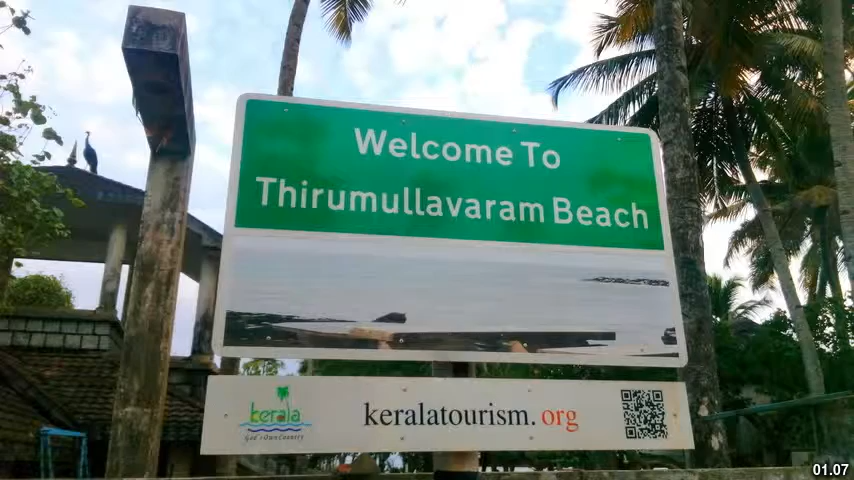 Welcome To
Thirumullavaram Beach
kerala
God's Own Country
keralatourism. org
01.07